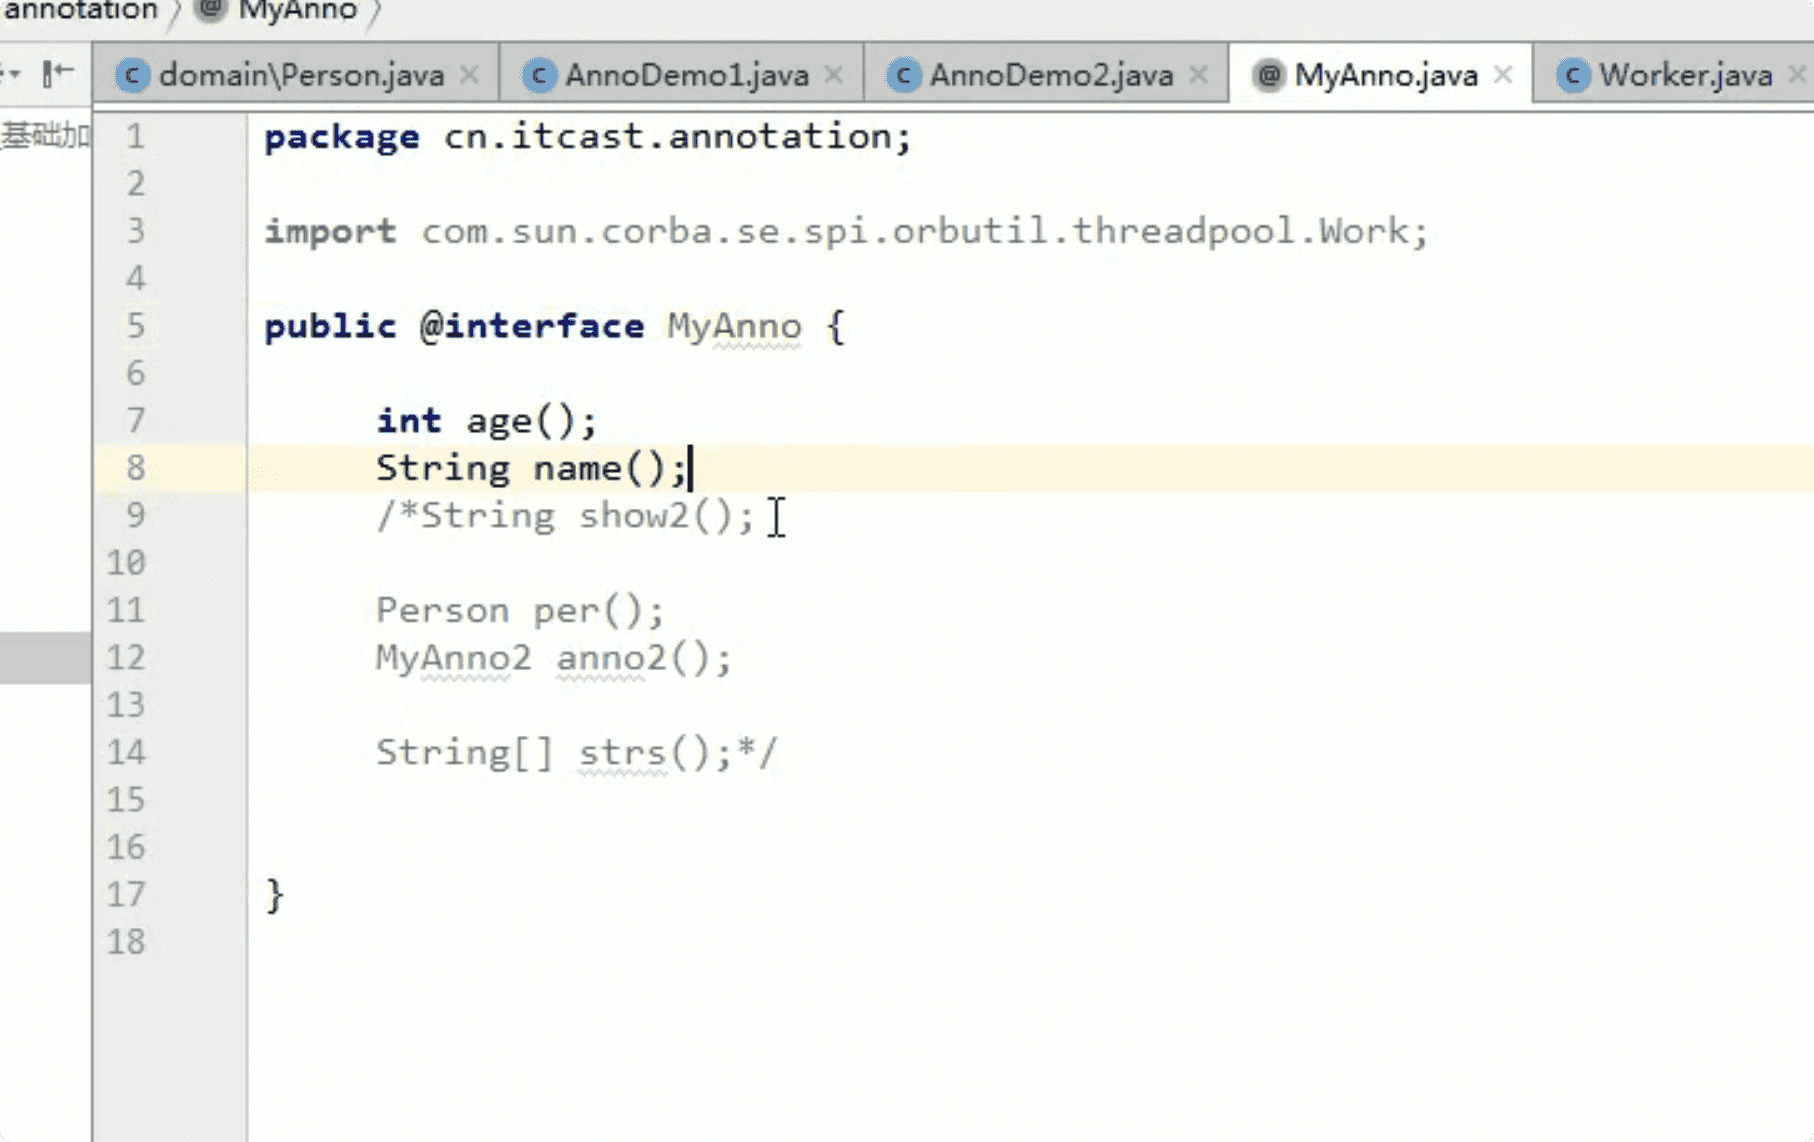 annotation 〉 @ MyAnno 〉
C domain\Person.java × C AnnoDemo1.java × C AnnoDemo2.java × @ MyAnno.java × C Worker.java ×
基础加
1 package cn.itcast.annotation;
2
3 import com.sun.corba.se.spi.orbutil.threadpool.Work;
4
5 public @interface MyAnno {
6
7 int age();
8 String name();
9 /*String show2();
10
11 Person per();
12 MyAnno2 anno2();
13
14 String[] strs();*/
15
16
17 }
18